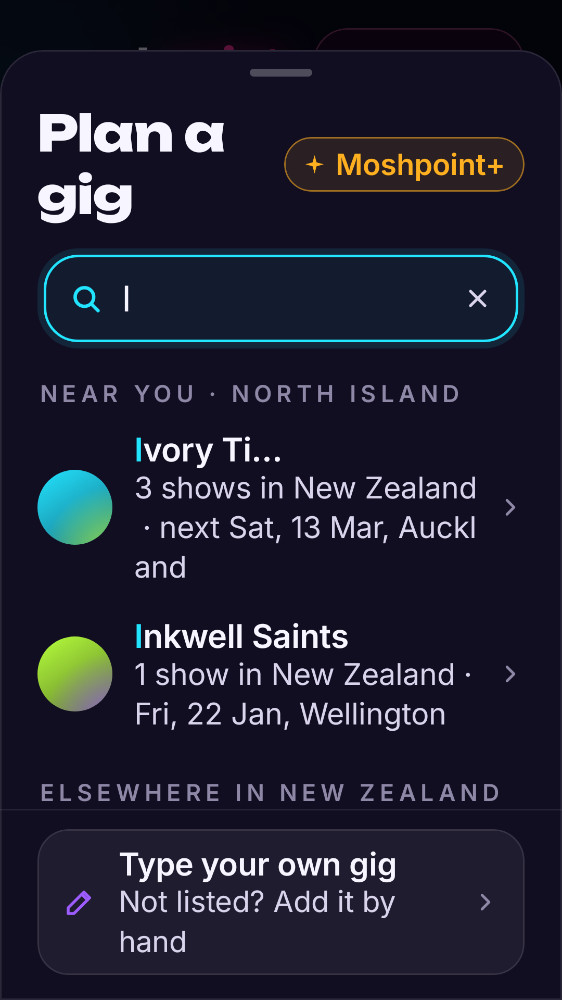 Plan a
gig
Moshpoint+
I
NEAR YOU · NORTH ISLAND
Ivory Ti...
3 shows in New Zealand
· next Sat, 13 Mar, Auckl
and
Inkwell Saints
1 show in New Zealand ·
Fri, 22 Jan, Wellington
ELSEWHERE IN NEW ZEALAND
Type your own gig
Not listed? Add it by
hand